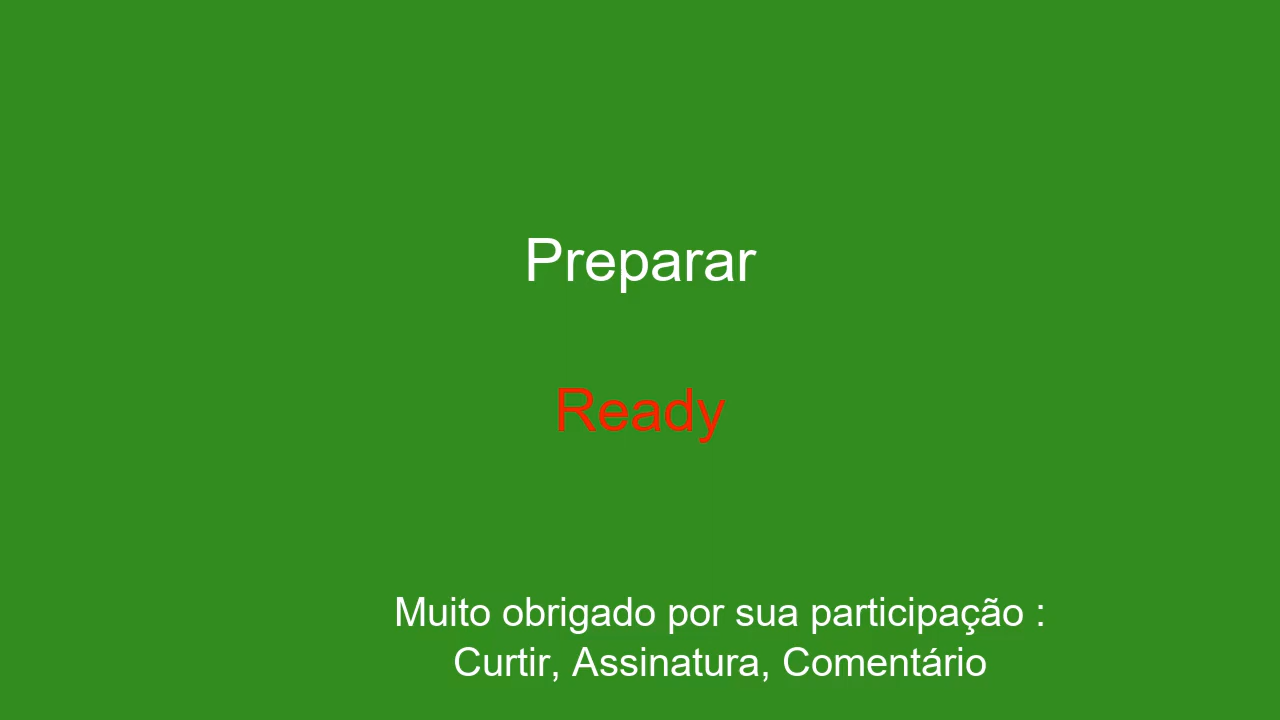 Preparar
Ready
Muito obrigado por sua participação :
Curtir, Assinatura, Comentário